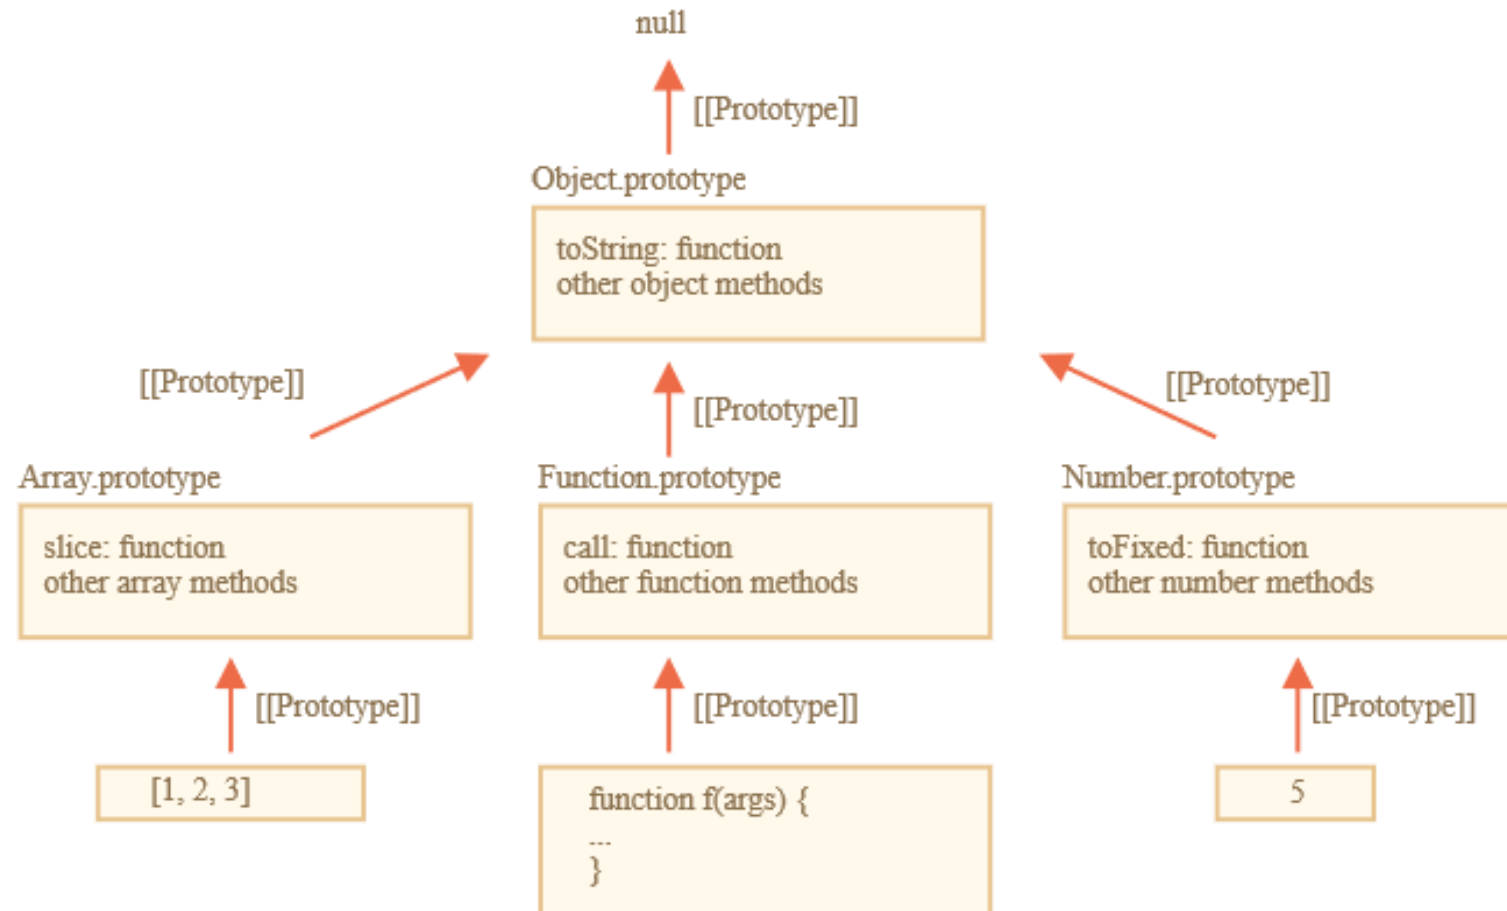 null
[[Prototype]]
Object.prototype
toString: function
other object methods
[[Prototype]]
[[Prototype]]
[[Prototype]]
Array.prototype
Function.prototype
Number.prototype
slice: function
other array methods
call: function
other function methods
toFixed: function
other number methods
[[Prototype]]
[[Prototype]]
[[Prototype]]
[1, 2, 3]
function f(args) {
...
}
5